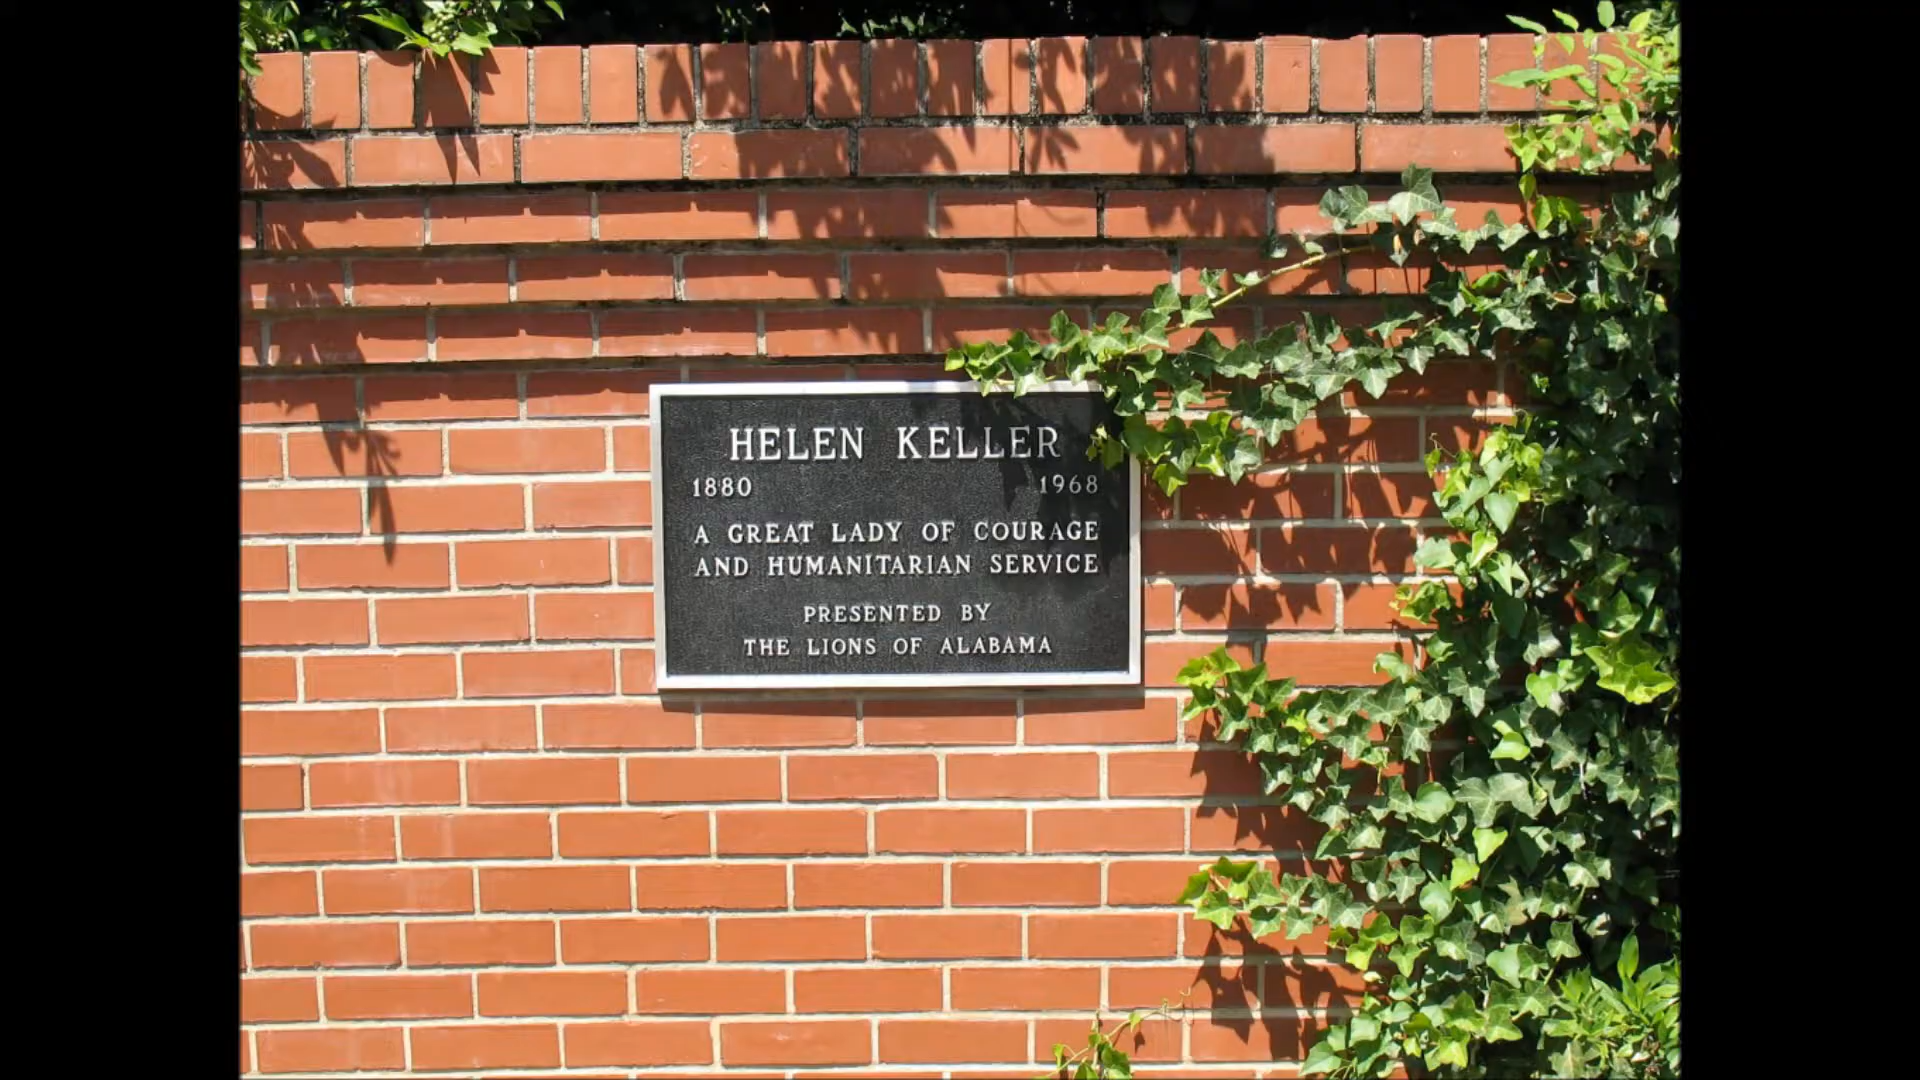 HELEN KELLER
1880 1968
A GREAT LADY OF COURAGE
AND HUMANITARIAN SERVICE
PRESENTED BY
THE LIONS OF ALABAMA